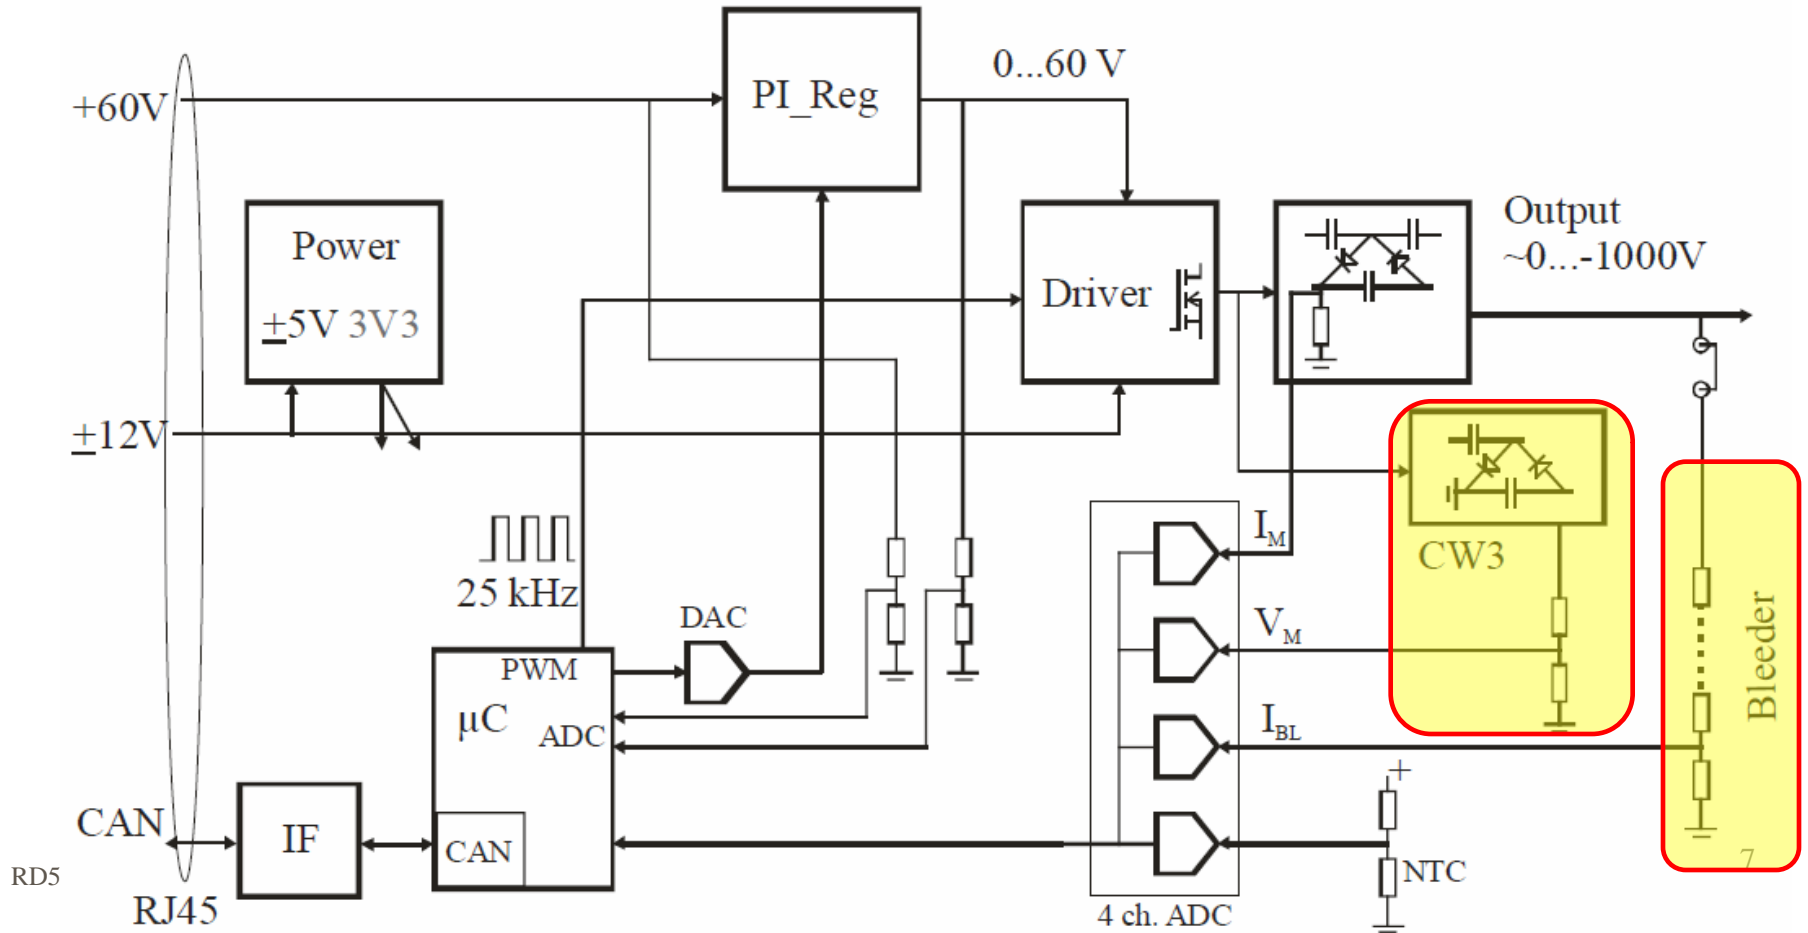 +60V
PI_Reg
0...60 V
Power
±5V 3V3
Driver
Output
~0...-1000V
±12V
25 kHz
DAC
PWM
µC
ADC
CAN
IF
CAN
RJ45
I_M
V_M
I_BL
CW3
Bleeder
+
NTC
4 ch. ADC
RD5
7